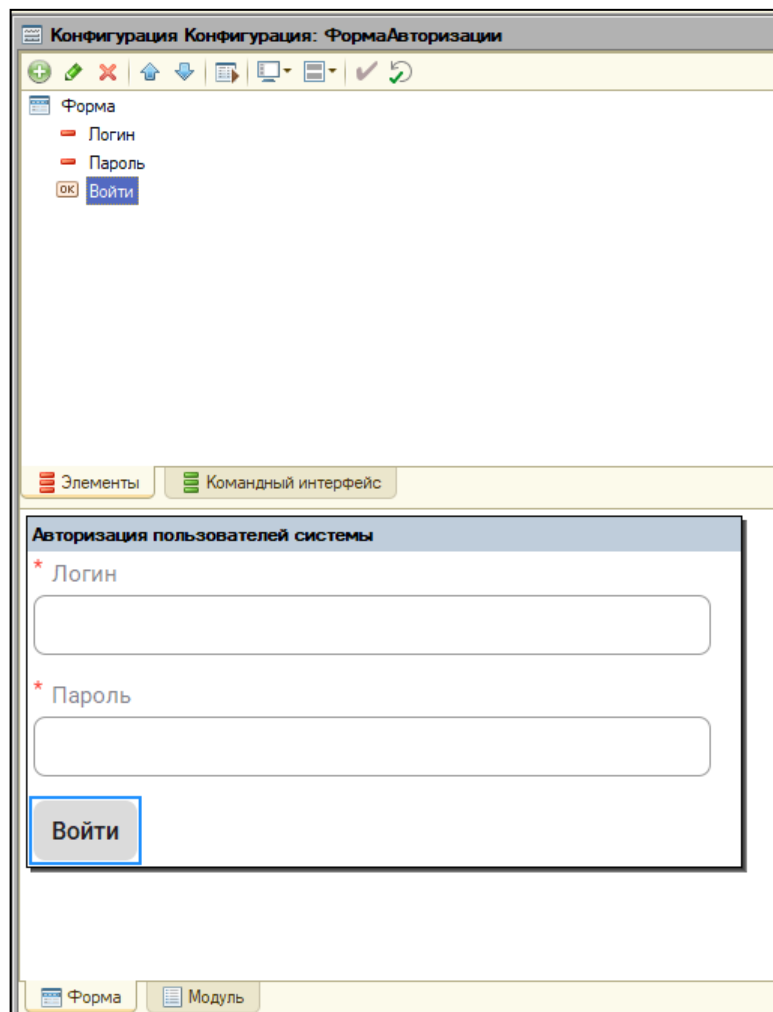 Конфигурация Конфигурация: ФормаАвторизации
Форма
Логин
Пароль
OK Войти
Элементы Командный интерфейс
Авторизация пользователей системы
* Логин
* Пароль
Войти
Форма Модуль